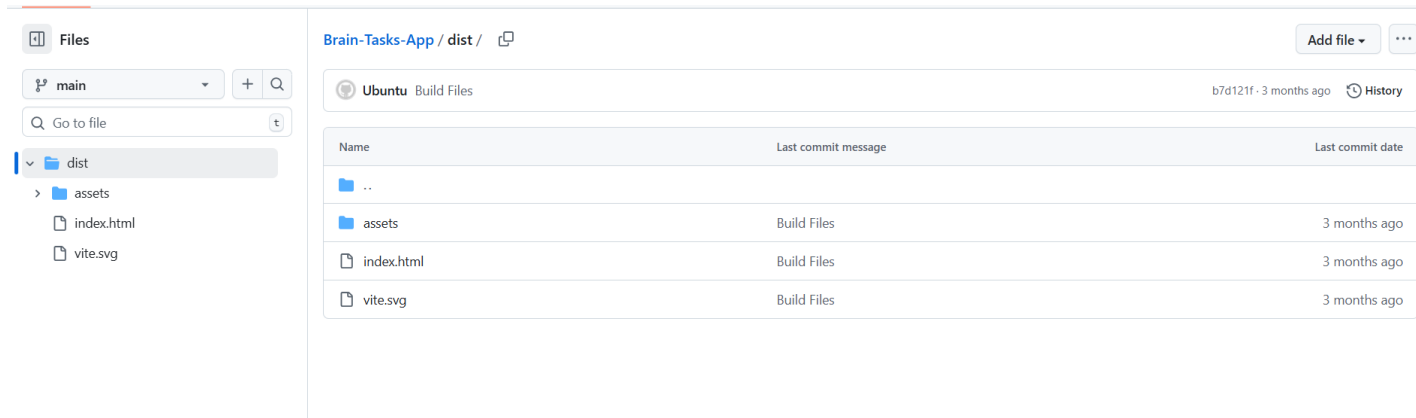 Files
main
Go to file
t
dist
assets
index.html
vite.svg
Brain-Tasks-App / dist /
Add file
Ubuntu Build Files
b7d121f · 3 months ago
History
Name Last commit message Last commit date
..
assets Build Files 3 months ago
index.html Build Files 3 months ago
vite.svg Build Files 3 months ago